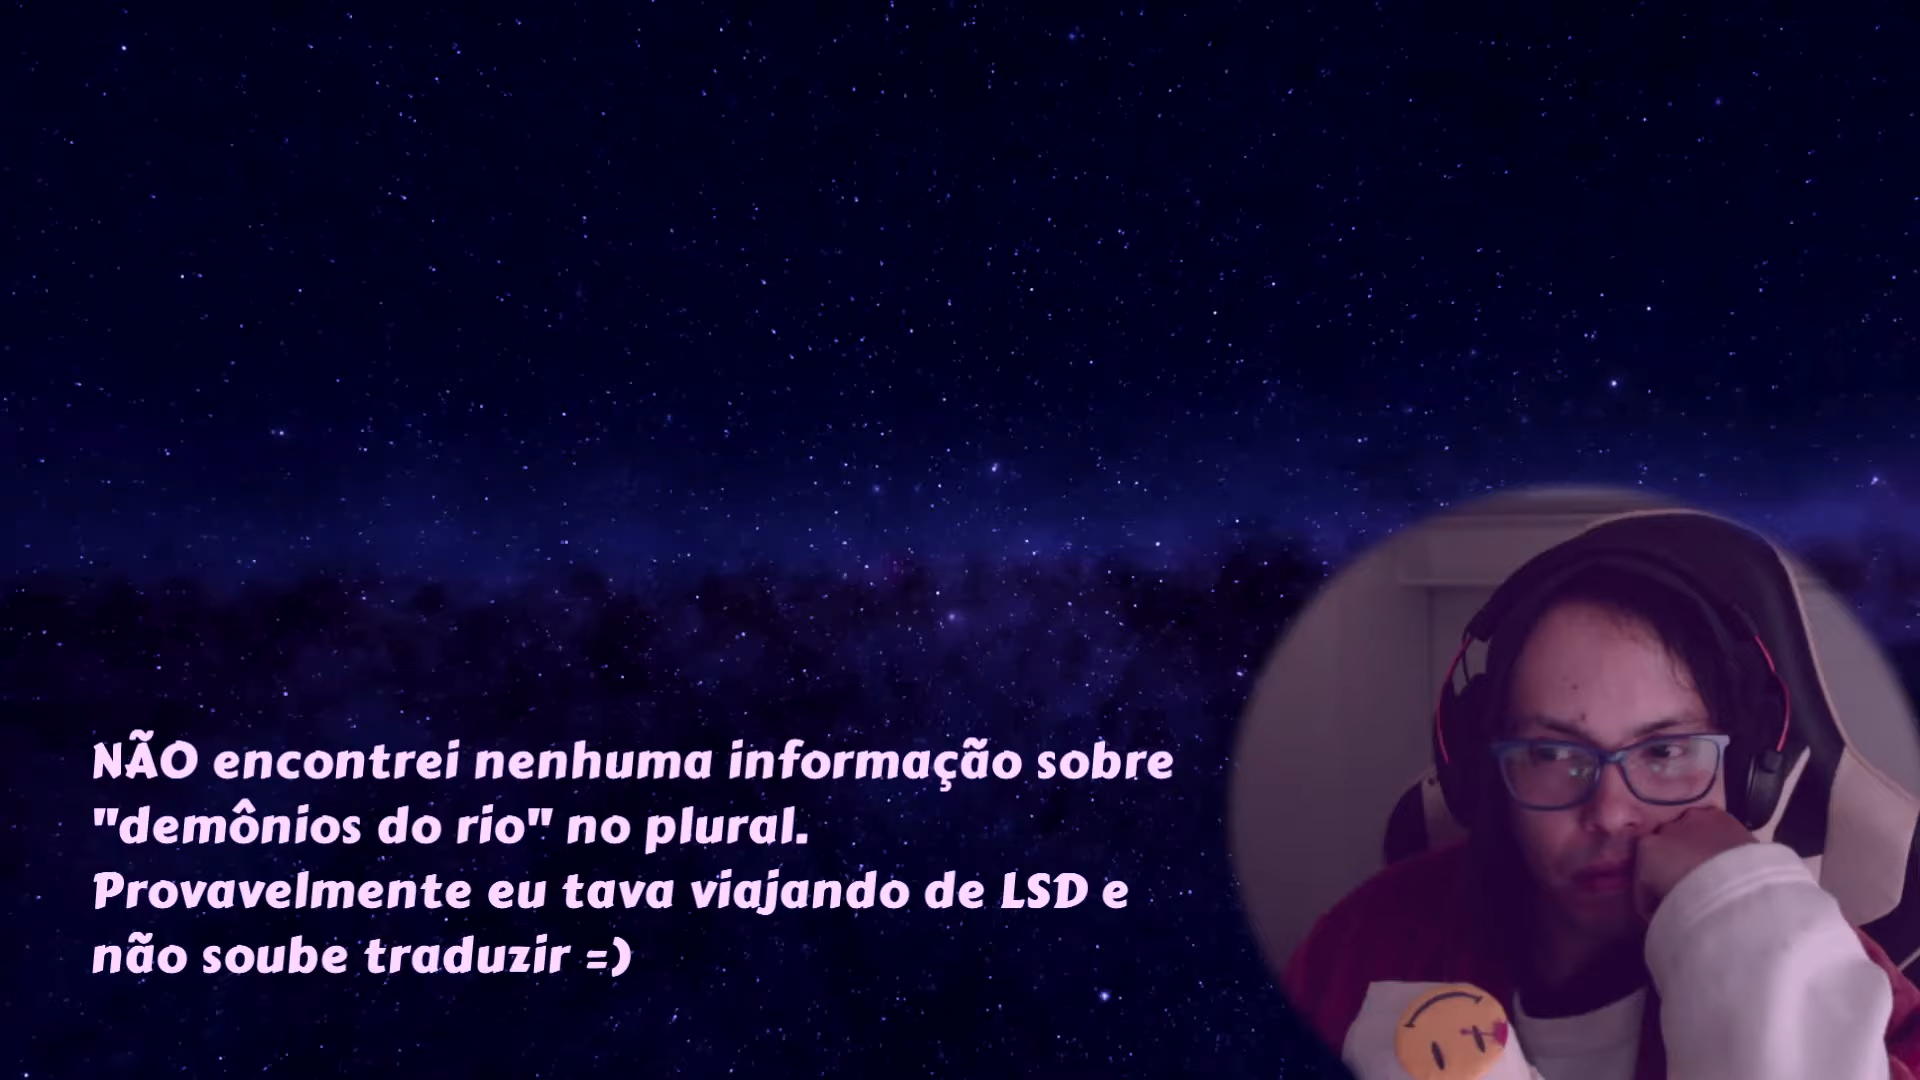 NÃO encontrei nenhuma informação sobre
"demônios do rio" no plural.
Provavelmente eu tava viajando de LSD e
não soube traduzir =)